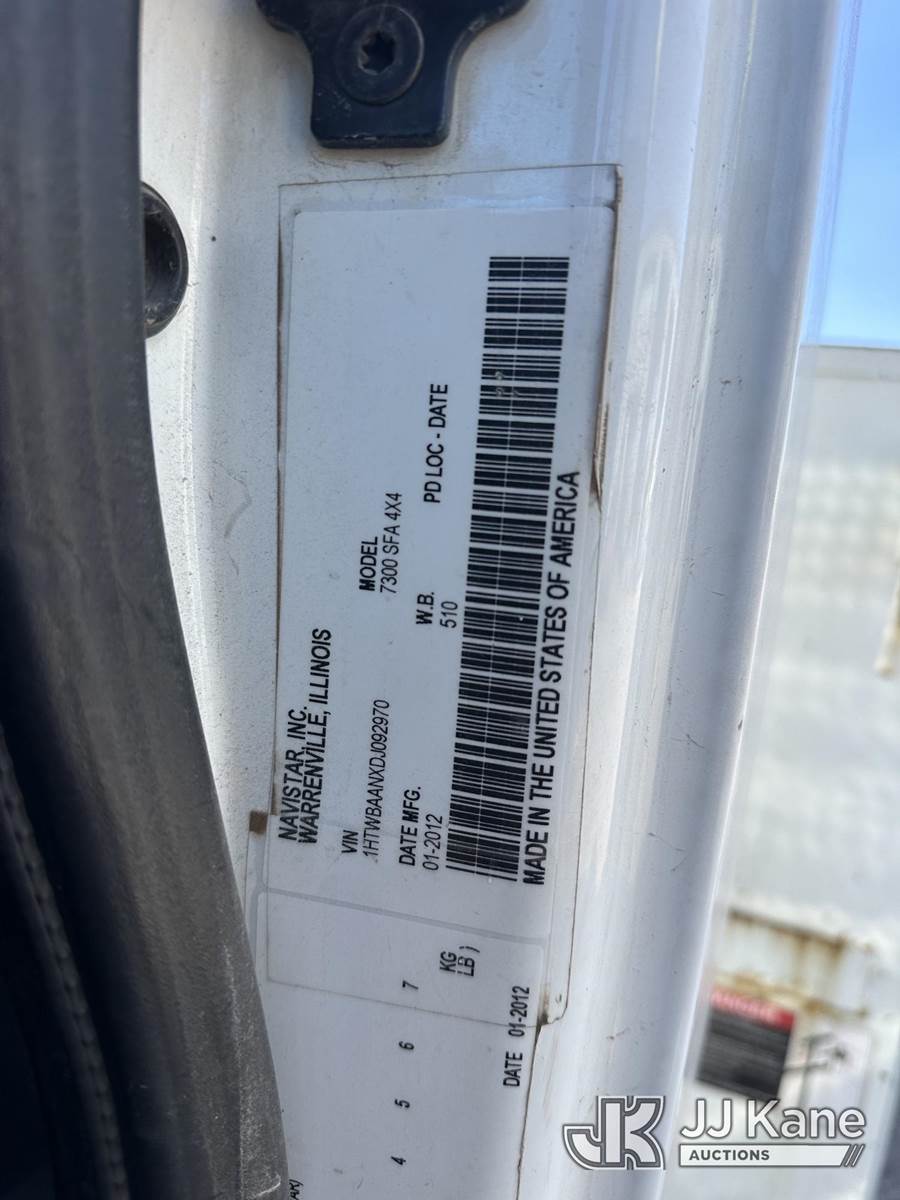 NAVISTAR, INC.
WARRENVILLE, ILLINOIS
VIN
1HTWBAANXDJ092970
MODEL
7300 SFA 4X4
DATE MFG.
01-2012
W.B.
510
PD LOC - DATE
MADE IN THE UNITED STATES OF AMERICA
4 5 6 7
KG
LB )
DATE 01-2012
JK JJ Kane
AUCTIONS